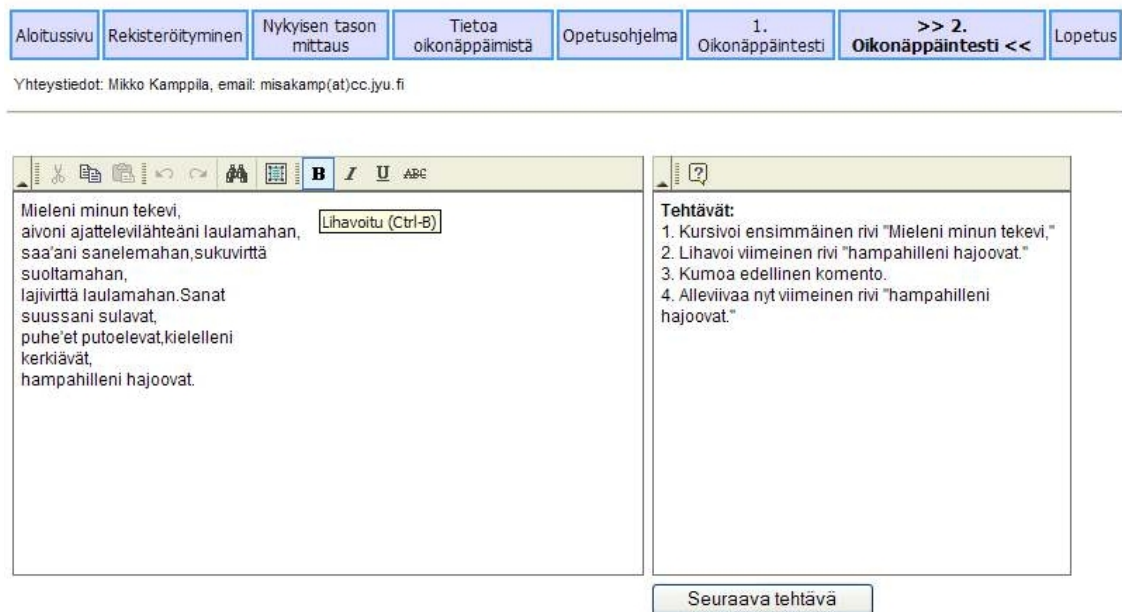 Aloitussivu
Rekisteröityminen
Nykyisen tason
mittaus
Tietoa
oikonäppäimistä
Opetusohjelma
1.
Oikonäppäintesti
>> 2.
Oikonäppäintesti <<
Lopetus
Yhteystiedot: Mikko Kamppila, email: misakamp(at)cc.jyu.fi
B I U ABC
Lihavoitu (Ctrl-B)
Mieleni minun tekevi,
aivoni ajattelevilähteäni laulamahan,
saa'ani sanelemahan,sukuvirttä
suoltamahan,
lajivirttä laulamahan.Sanat
suussani sulavat,
puhe'et putoelevat,kielelleni
kerkiävät,
hampahilleni hajoovat.
?
Tehtävät:
1. Kursivoi ensimmäinen rivi "Mieleni minun tekevi,"
2. Lihavoi viimeinen rivi "hampahilleni hajoovat."
3. Kumoa edellinen komento.
4. Alleviivaa nyt viimeinen rivi "hampahilleni
hajoovat."
Seuraava tehtävä